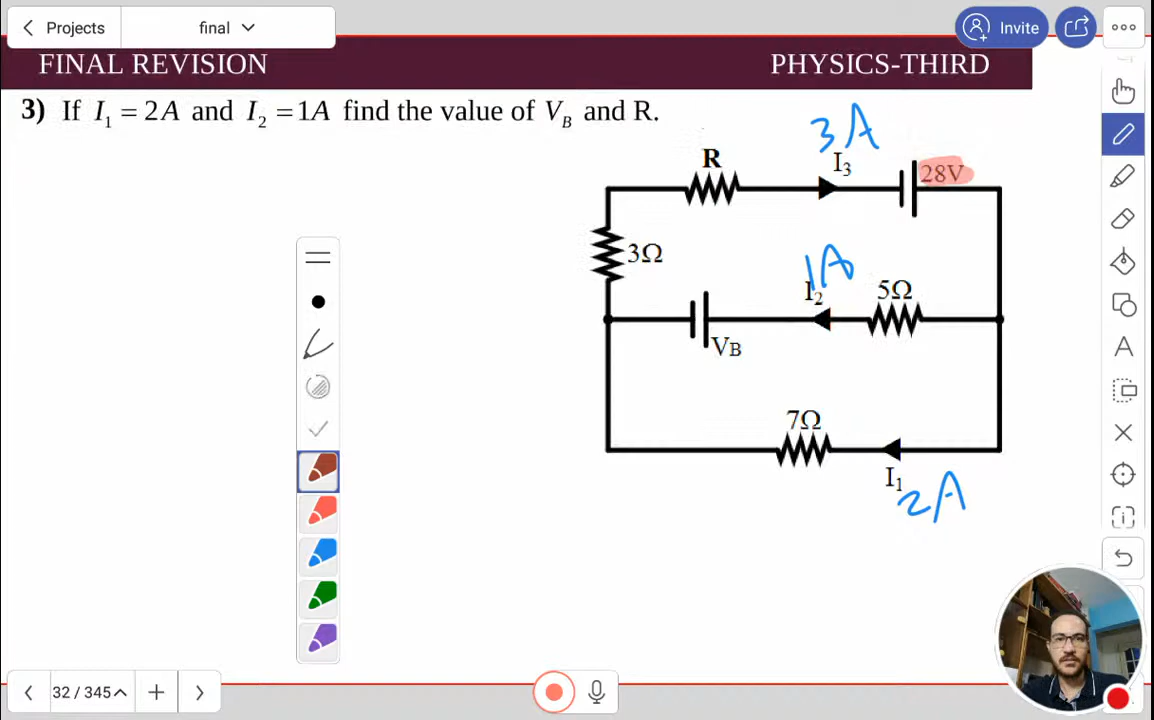 Projects
final
Invite
FINAL REVISION
PHYSICS-THIRD
3) If I₁ = 2A and I₂ = 1A find the value of V_B and R.
3A
R
I₃
28V
3Ω
1A
I₂
5Ω
V_B
7Ω
I₁
2A
A
32 / 345